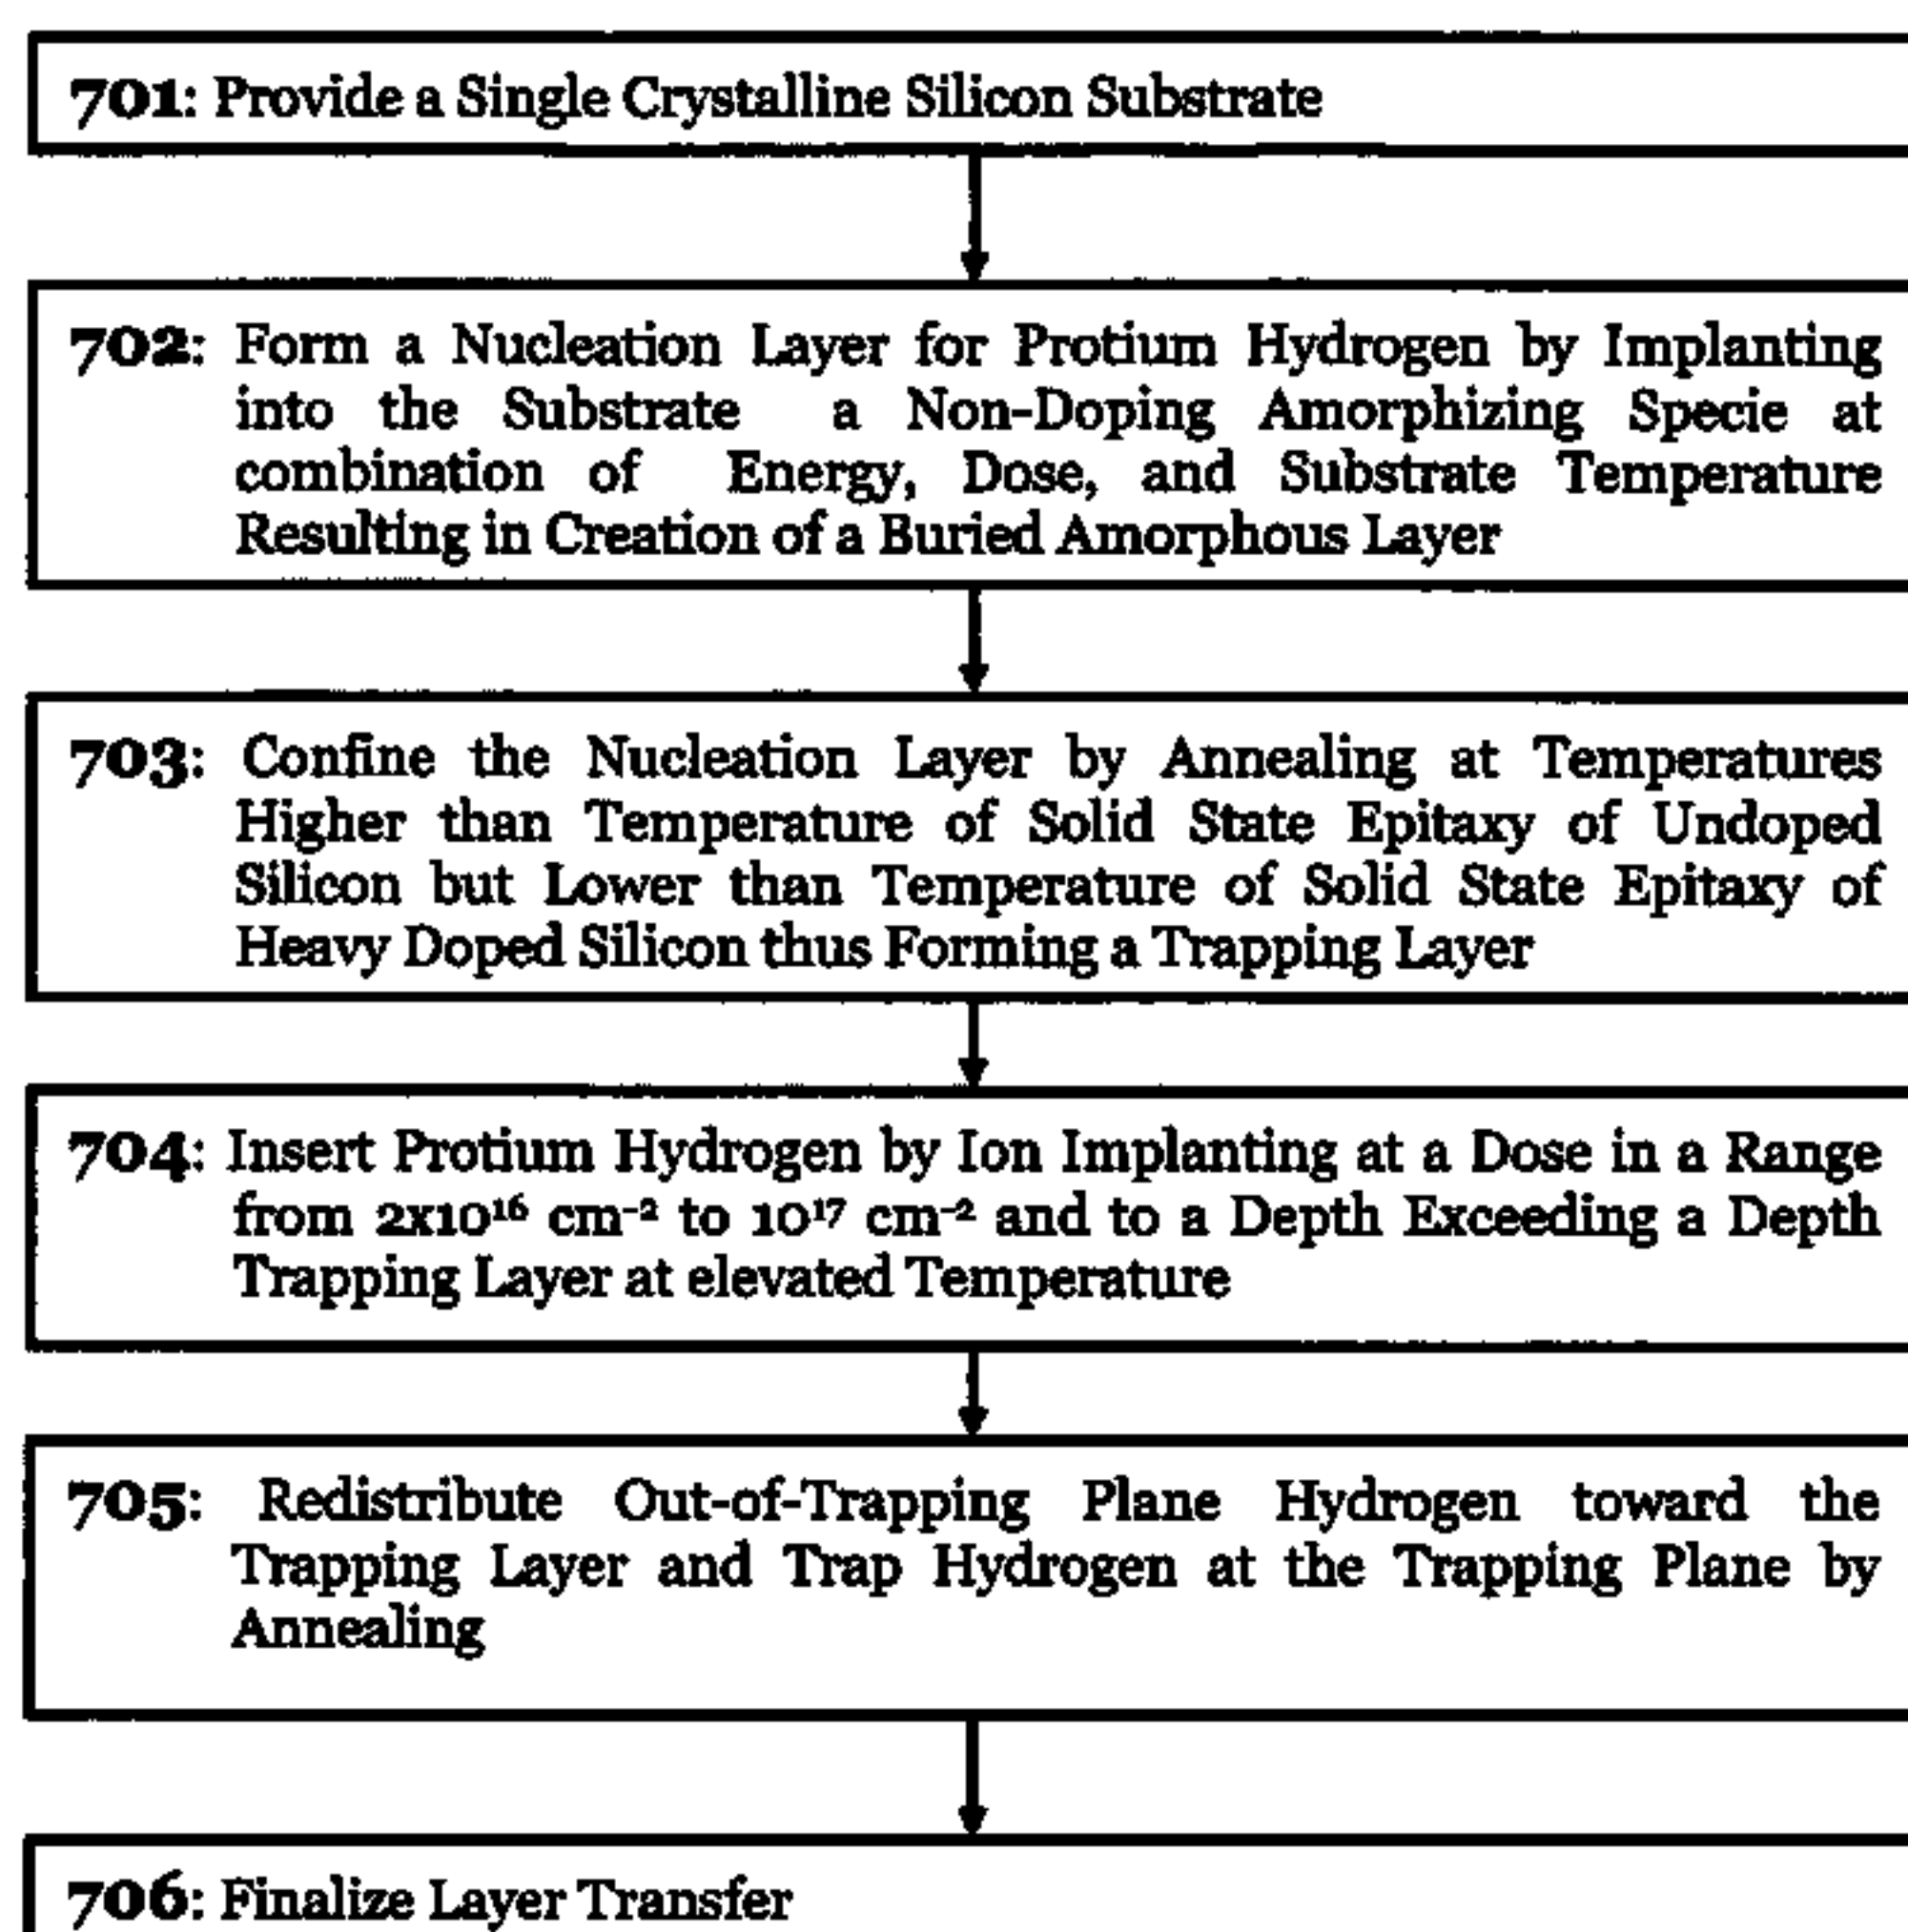 701: Provide a Single Crystalline Silicon Substrate
702: Form a Nucleation Layer for Protium Hydrogen by Implanting
into the Substrate a Non-Doping Amorphizing Specie at
combination of Energy, Dose, and Substrate Temperature
Resulting in Creation of a Buried Amorphous Layer
703: Confine the Nucleation Layer by Annealing at Temperatures
Higher than Temperature of Solid State Epitaxy of Undoped
Silicon but Lower than Temperature of Solid State Epitaxy of
Heavy Doped Silicon thus Forming a Trapping Layer
704: Insert Protium Hydrogen by Ion Implanting at a Dose in a Range
from 2x10¹⁶ cm⁻² to 10¹⁷ cm⁻² and to a Depth Exceeding a Depth
Trapping Layer at elevated Temperature
705: Redistribute Out-of-Trapping Plane Hydrogen toward the
Trapping Layer and Trap Hydrogen at the Trapping Plane by
Annealing
706: Finalize Layer Transfer